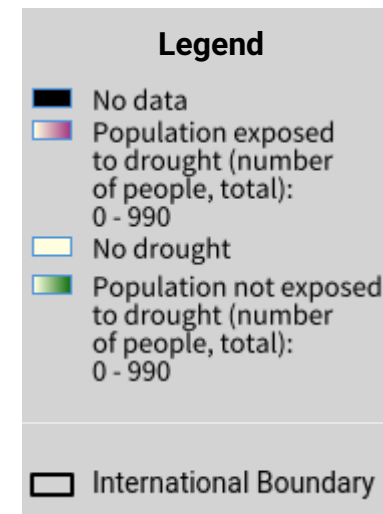 Legend
No data
Population exposed
to drought (number
of people, total):
0 - 990
No drought
Population not exposed
to drought (number
of people, total):
0 - 990
International Boundary